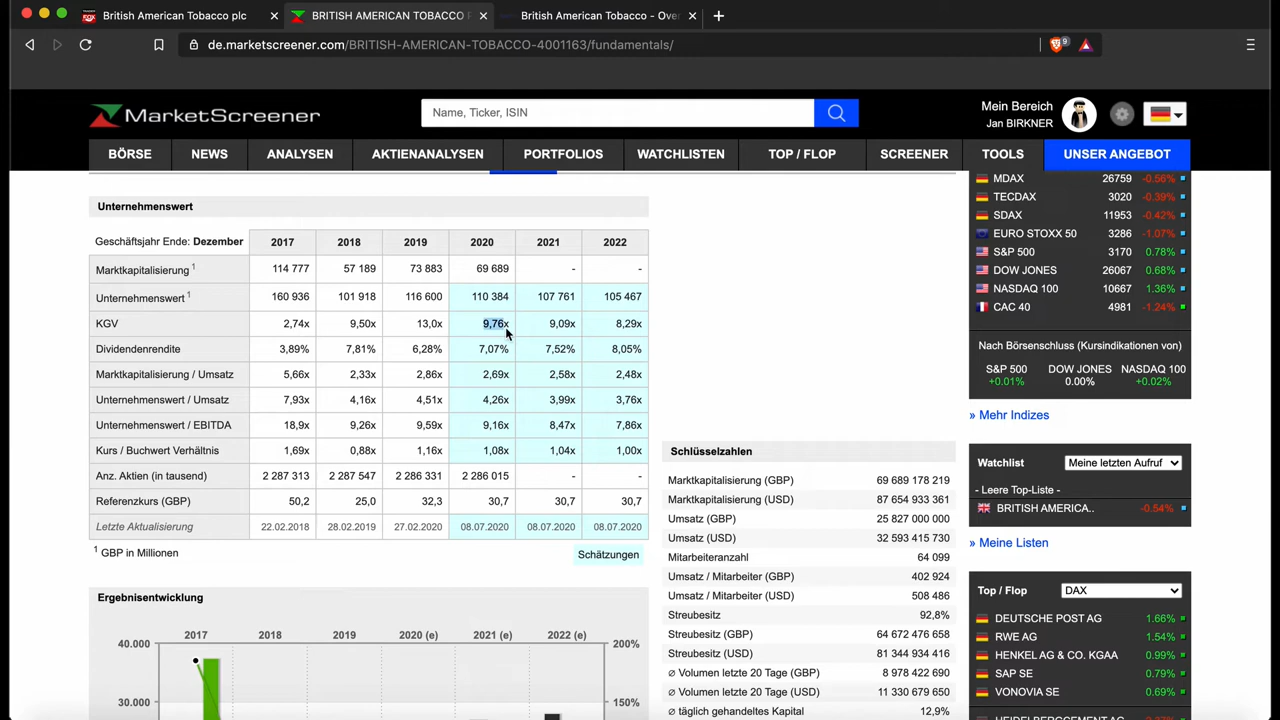 British American Tobacco plc
BRITISH AMERICAN TOBACCO
British American Tobacco - Over
de.marketscreener.com/BRITISH-AMERICAN-TOBACCO-4001163/fundamentals/
9
MarketScreener
Name, Ticker, ISIN
Mein Bereich
Jan BIRKNER
BÖRSE NEWS ANALYSEN AKTIENANALYSEN PORTFOLIOS WATCHLISTEN TOP / FLOP SCREENER TOOLS UNSER ANGEBOT
Unternehmenswert
Geschäftsjahr Ende: Dezember 2017 2018 2019 2020 2021 2022
Marktkapitalisierung 1 114 777 57 189 73 883 69 689 - -
Unternehmenswert 1 160 936 101 918 116 600 110 384 107 761 105 467
KGV 2,74x 9,50x 13,0x 9,76x 9,09x 8,29x
Dividendenrendite 3,89% 7,81% 6,28% 7,07% 7,52% 8,05%
Marktkapitalisierung / Umsatz 5,66x 2,33x 2,86x 2,69x 2,58x 2,48x
Unternehmenswert / Umsatz 7,93x 4,16x 4,51x 4,26x 3,99x 3,76x
Unternehmenswert / EBITDA 18,9x 9,26x 9,59x 9,16x 8,47x 7,86x
Kurs / Buchwert Verhältnis 1,69x 0,88x 1,16x 1,08x 1,04x 1,00x
Anz. Aktien (in tausend) 2 287 313 2 287 547 2 286 331 2 286 015 - -
Referenzkurs (GBP) 50,2 25,0 32,3 30,7 30,7 30,7
Letzte Aktualisierung 22.02.2018 28.02.2019 27.02.2020 08.07.2020 08.07.2020 08.07.2020
1 GBP in Millionen
Schätzungen
Ergebnisentwicklung
2017 2018 2019 2020 (e) 2021 (e) 2022 (e)
40.000 200%
30.000 150%
Schlüsselzahlen
Marktkapitalisierung (GBP) 69 689 178 219
Marktkapitalisierung (USD) 87 654 933 361
Umsatz (GBP) 25 827 000 000
Umsatz (USD) 32 593 415 730
Mitarbeiteranzahl 64 099
Umsatz / Mitarbeiter (GBP) 402 924
Umsatz / Mitarbeiter (USD) 508 486
Streubesitz 92,8%
Streubesitz (GBP) 64 672 476 658
Streubesitz (USD) 81 344 934 416
⌀ Volumen letzte 20 Tage (GBP) 8 978 422 690
⌀ Volumen letzte 20 Tage (USD) 11 330 679 650
⌀ täglich gehandeltes Kapital 12,9%
MDAX 26759 -0.56%
TECDAX 3020 -0.39%
SDAX 11953 -0.42%
EURO STOXX 50 3286 -1.07%
S&P 500 3170 0.78%
DOW JONES 26067 0.68%
NASDAQ 100 10667 1.36%
CAC 40 4981 -1.24%
Nach Börsenschluss (Kursindikationen von)
S&P 500 DOW JONES NASDAQ 100
+0.01% 0.00% +0.02%
» Mehr Indizes
Watchlist Meine letzten Aufruf
- Leere Top-Liste -
BRITISH AMERICA.. -0.54%
» Meine Listen
Top / Flop DAX
DEUTSCHE POST AG 1.66%
RWE AG 1.54%
HENKEL AG & CO. KGAA 0.99%
SAP SE 0.79%
VONOVIA SE 0.69%
HEIDELBERGCEMENT AG